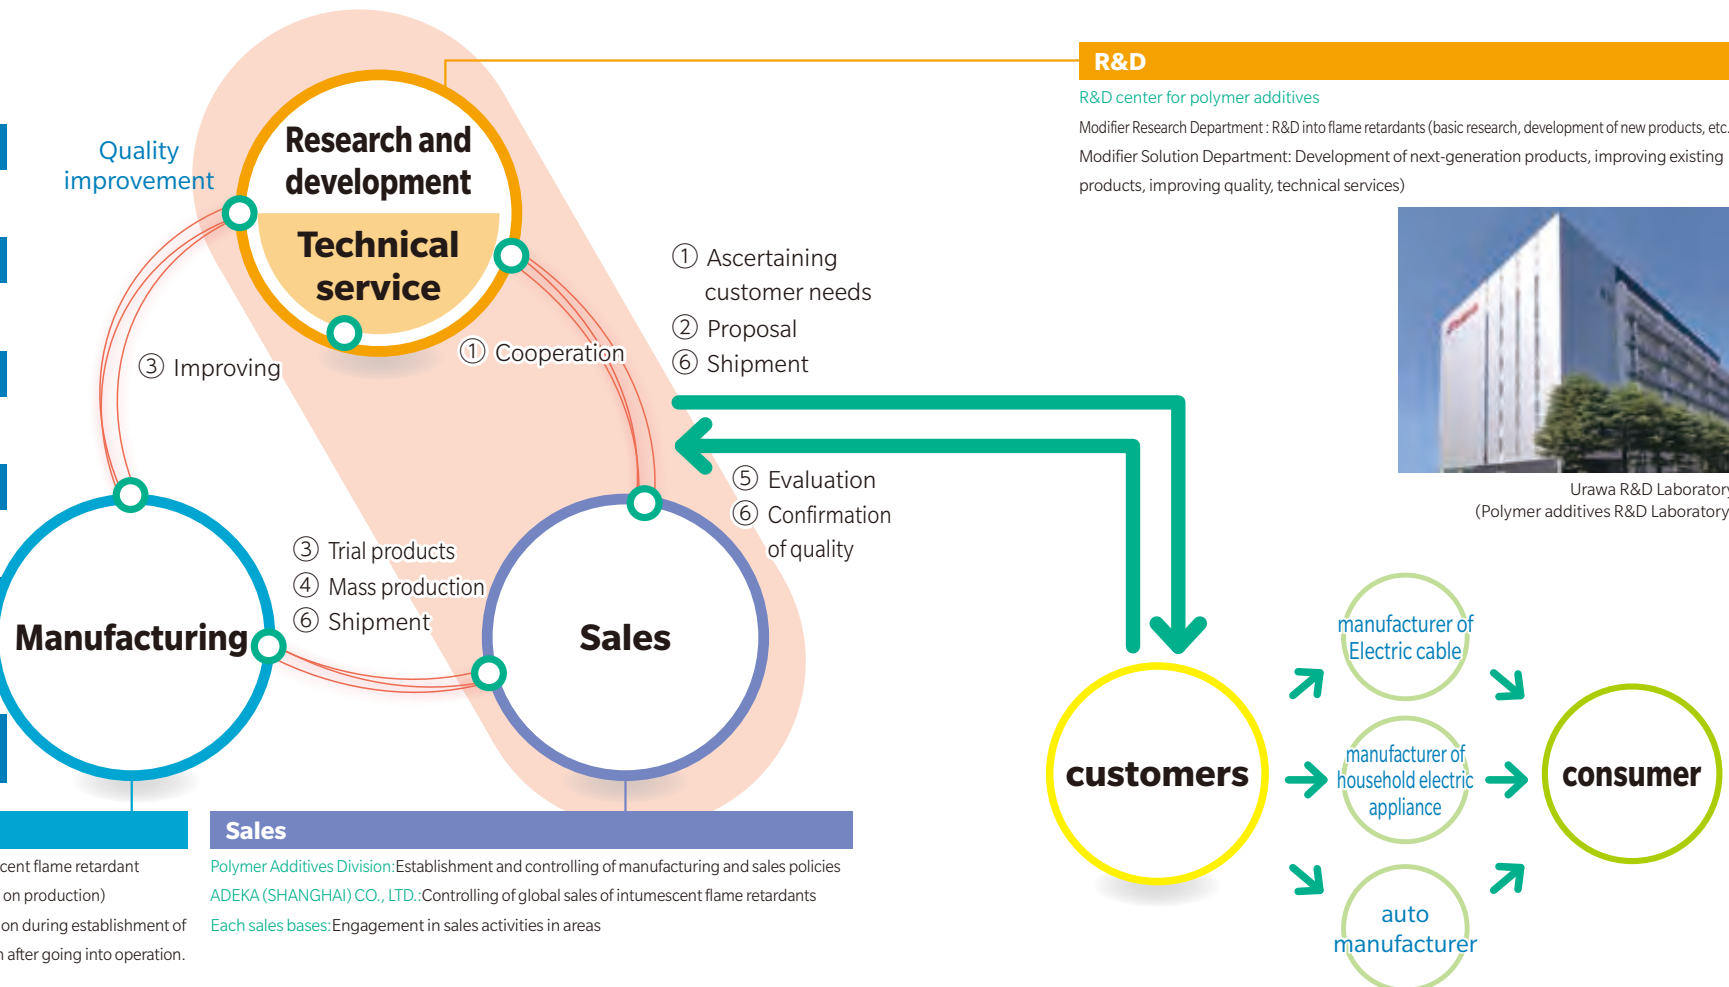 R&D
R&D center for polymer additives
Modifier Research Department : R&D into flame retardants (basic research, development of new products, etc.
Modifier Solution Department: Development of next-generation products, improving existing
products, improving quality, technical services)
Urawa R&D Laboratory
(Polymer additives R&D Laboratory
Quality
improvement
Research and
development
Technical
service
① Ascertaining
customer needs
② Proposal
⑥ Shipment
③ Improving
① Cooperation
⑤ Evaluation
⑥ Confirmation
of quality
③ Trial products
④ Mass production
⑥ Shipment
Manufacturing
Sales
customers
manufacturer of
Electric cable
manufacturer of
household electric
appliance
auto
manufacturer
consumer
cent flame retardant
on production)
on during establishment of
after going into operation.
Sales
Polymer Additives Division:Establishment and controlling of manufacturing and sales policies
ADEKA (SHANGHAI) CO., LTD.:Controlling of global sales of intumescent flame retardants
Each sales bases:Engagement in sales activities in areas